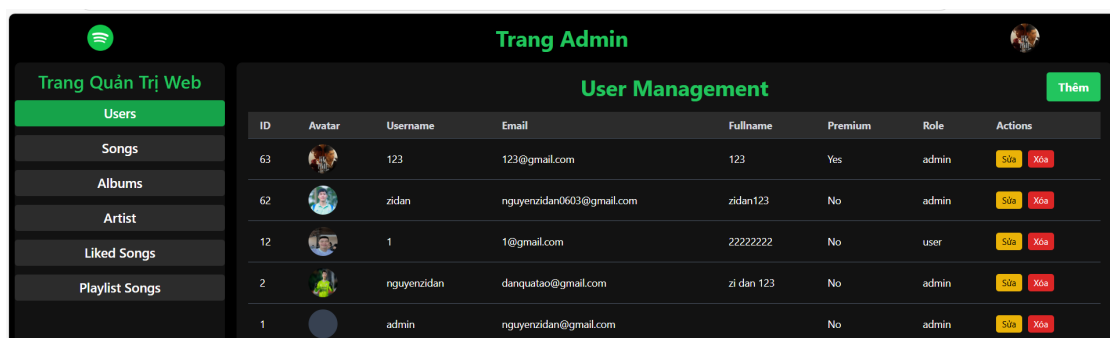 Trang Admin
Trang Quản Trị Web
Users
Songs
Albums
Artist
Liked Songs
Playlist Songs
User Management
Thêm
ID Avatar Username Email Fullname Premium Role Actions
63 123 123@gmail.com 123 Yes admin Sửa Xóa
62 zidan nguyenzidan0603@gmail.com zidan123 No admin Sửa Xóa
12 1 1@gmail.com 22222222 No user Sửa Xóa
2 nguyenzidan danquatao@gmail.com zi dan 123 No admin Sửa Xóa
1 admin nguyenzidan@gmail.com No admin Sửa Xóa